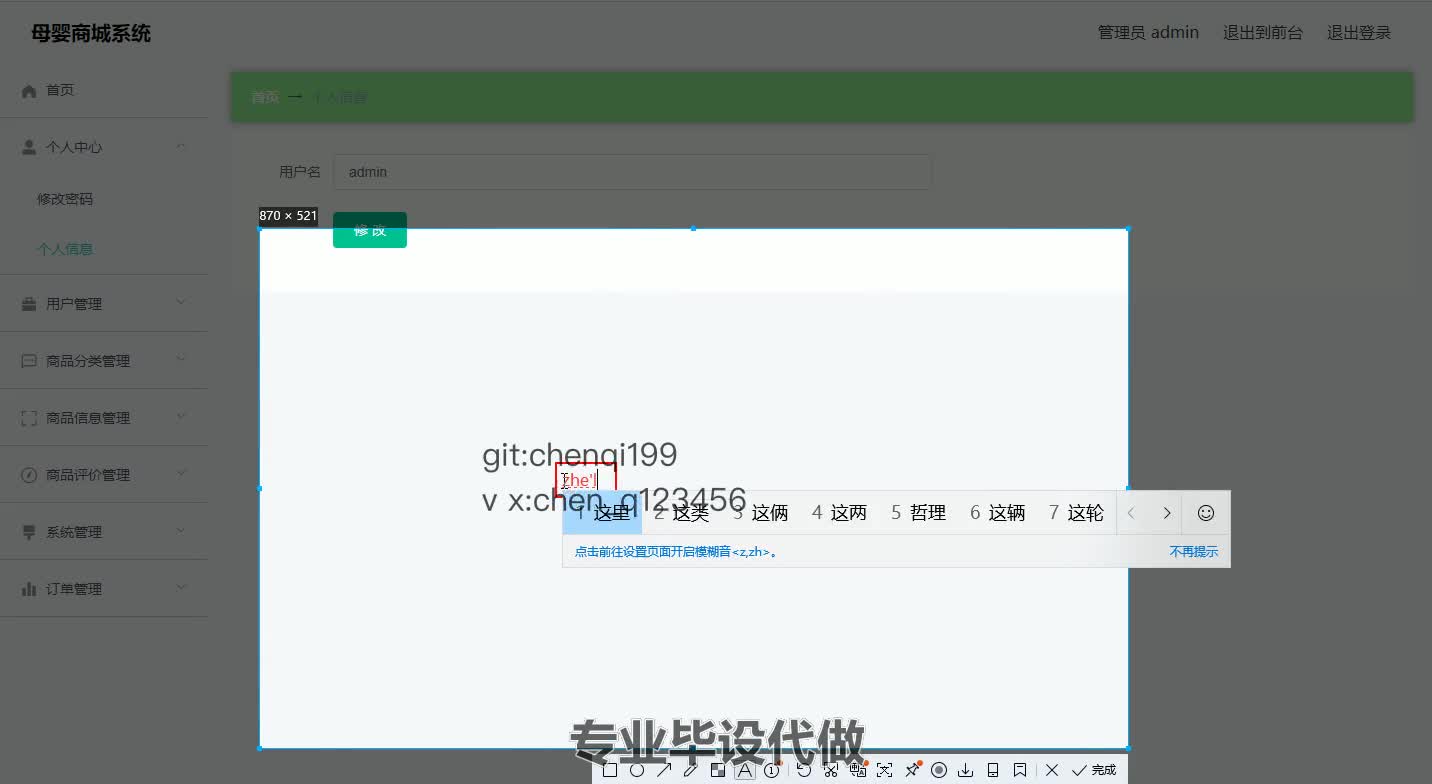 母婴商城系统
管理员 admin 退出到前台 退出登录
首页
个人中心
修改密码
个人信息
用户管理
商品分类管理
商品信息管理
商品评价管理
系统管理
订单管理
首页 → 个人信息
用户名 admin
870 × 521
修 改
git:chenqi199
zhe'l
v x:chen_q123456
1 这里 2 这类 3 这俩 4 这两 5 哲理 6 这辆 7 这轮
点击前往设置页面开启模糊音<z,zh>。 不再提示
专业毕设代做
完成